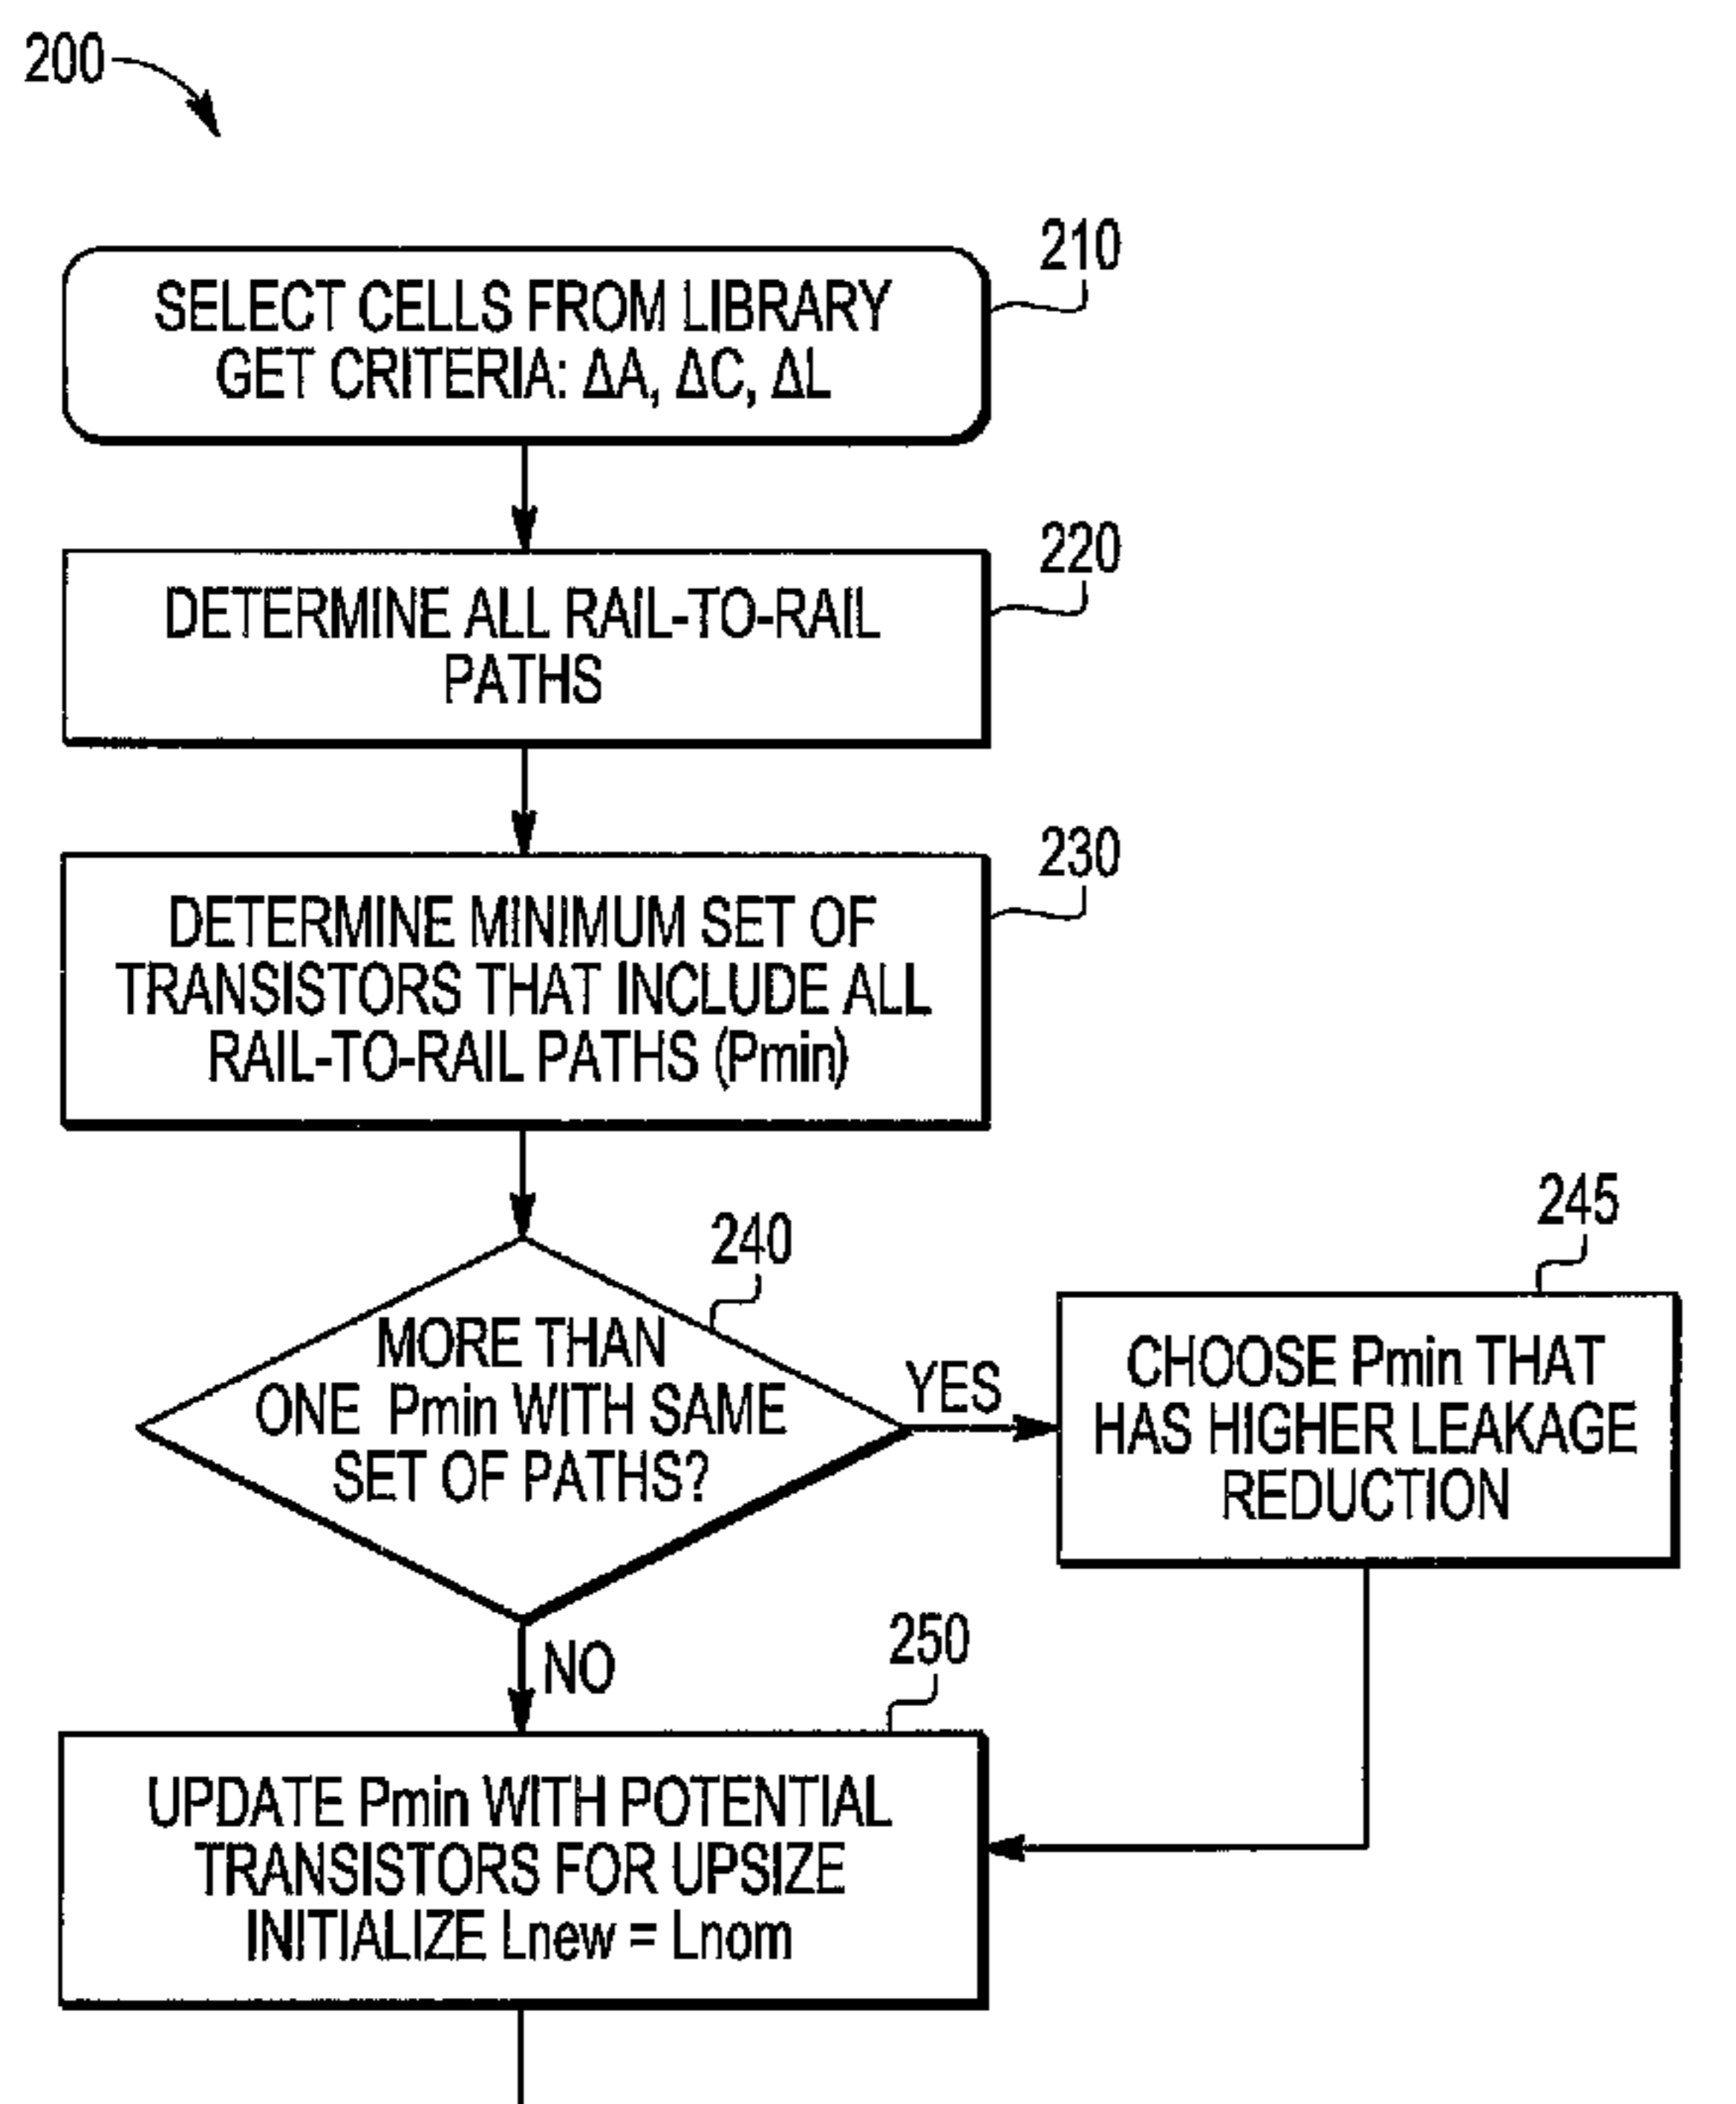 200
210
SELECT CELLS FROM LIBRARY
GET CRITERIA: ΔA, ΔC, ΔL
220
DETERMINE ALL RAIL-TO-RAIL
PATHS
230
DETERMINE MINIMUM SET OF
TRANSISTORS THAT INCLUDE ALL
RAIL-TO-RAIL PATHS (Pmin)
240
MORE THAN
ONE Pmin WITH SAME
SET OF PATHS?
YES
245
CHOOSE Pmin THAT
HAS HIGHER LEAKAGE
REDUCTION
NO
250
UPDATE Pmin WITH POTENTIAL
TRANSISTORS FOR UPSIZE
INITIALIZE Lnew = Lnom